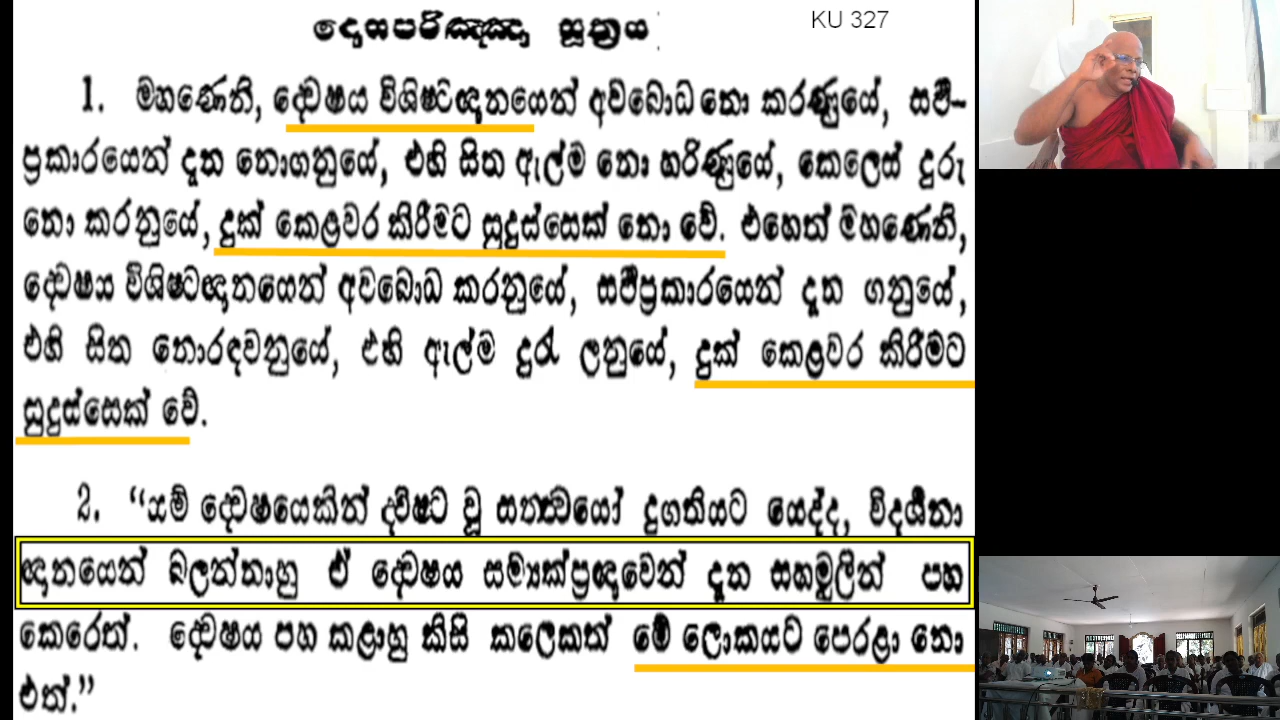 දොසපරිඤ්ඤා සූත්‍රය
KU 327
1. මහණෙනි, ද්වේෂය විශිෂ්ටඥානයෙන් අවබොධ නො කරණුයේ, සර්ව-
ප්‍රකාරයෙන් දැන නොගනුයේ, එහි සිත ඇල්ම නො හරිණුයේ, කෙලෙස් දුරු
නො කරනුයේ, දුක් කෙළවර කිරීමට සුදුස්සෙක් නො වේ. එහෙත් මහණෙනි,
ද්වේෂය විශිෂ්ටඥානයෙන් අවබොධ කරනුයේ, සර්වප්‍රකාරයෙන් දැන ගනුයේ,
එහි සිත නොරඳවනුයේ, එහි ඇල්ම දුරු ලනුයේ, දුක් කෙළවර කිරීමට
සුදුස්සෙක් වේ.
2. “යම් ද්වේෂයෙකින් ද්විෂ්ට වූ සත්ත්වයෝ දුගතියට යෙද්ද, විදර්ශනා
ඥානයෙන් බලන්නාහු ඒ ද්වේෂය සම්‍යක්ප්‍රඥාවෙන් දැන සහමුලින් පහ
කෙරෙත්. ද්වේෂය පහ කළාහු කිසි කලෙකත් මේ ලොකයට පෙරළා නො
එත්.”